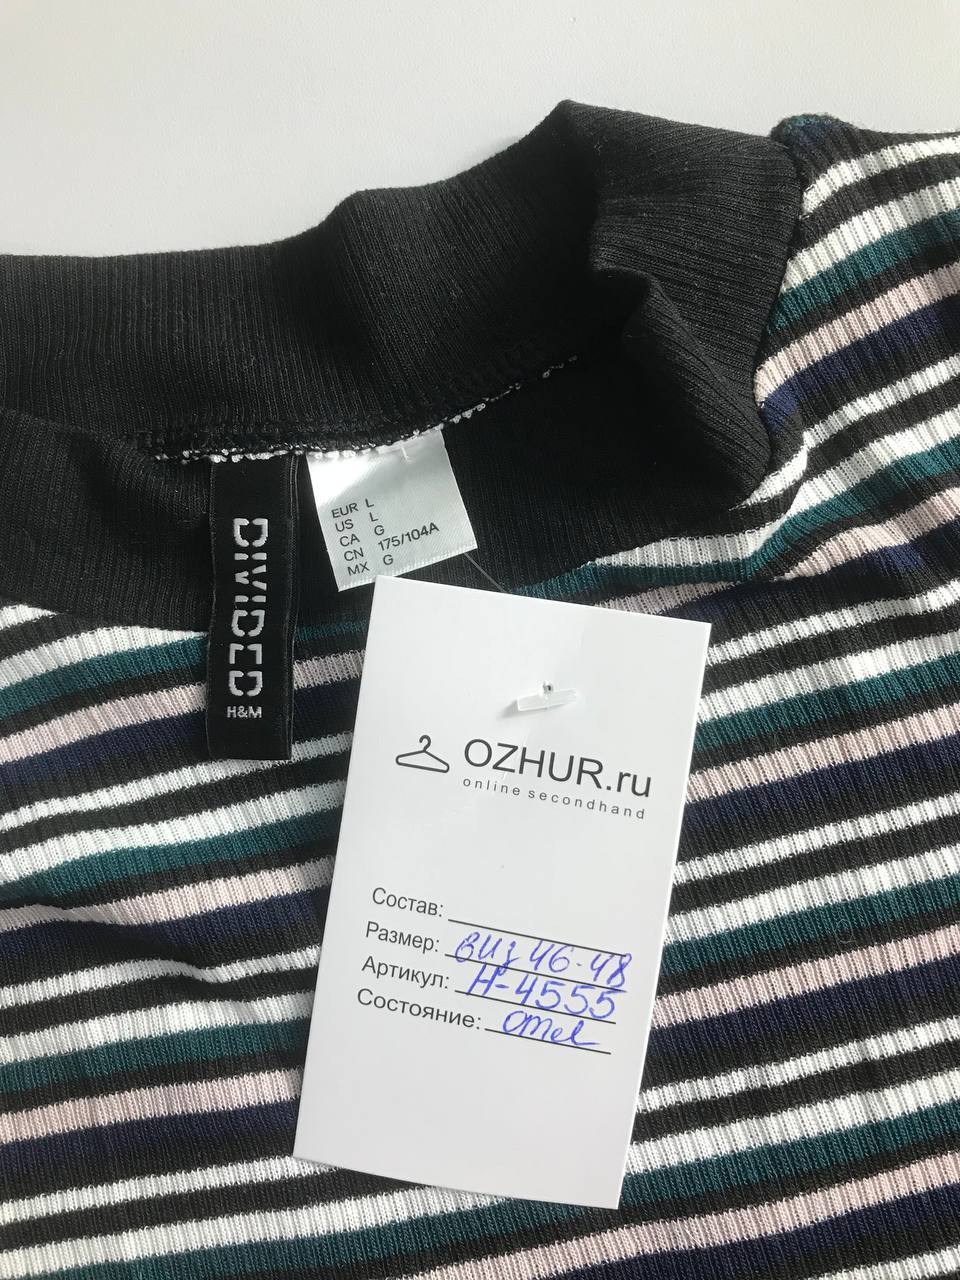 DIVIDED
H&M
EUR L
US L
CA G
CN 175/104A
MX G
OZHUR.ru
online secondhand
Состав:
Размер: виз 46-48
Артикул: Н-4555
Состояние: отл